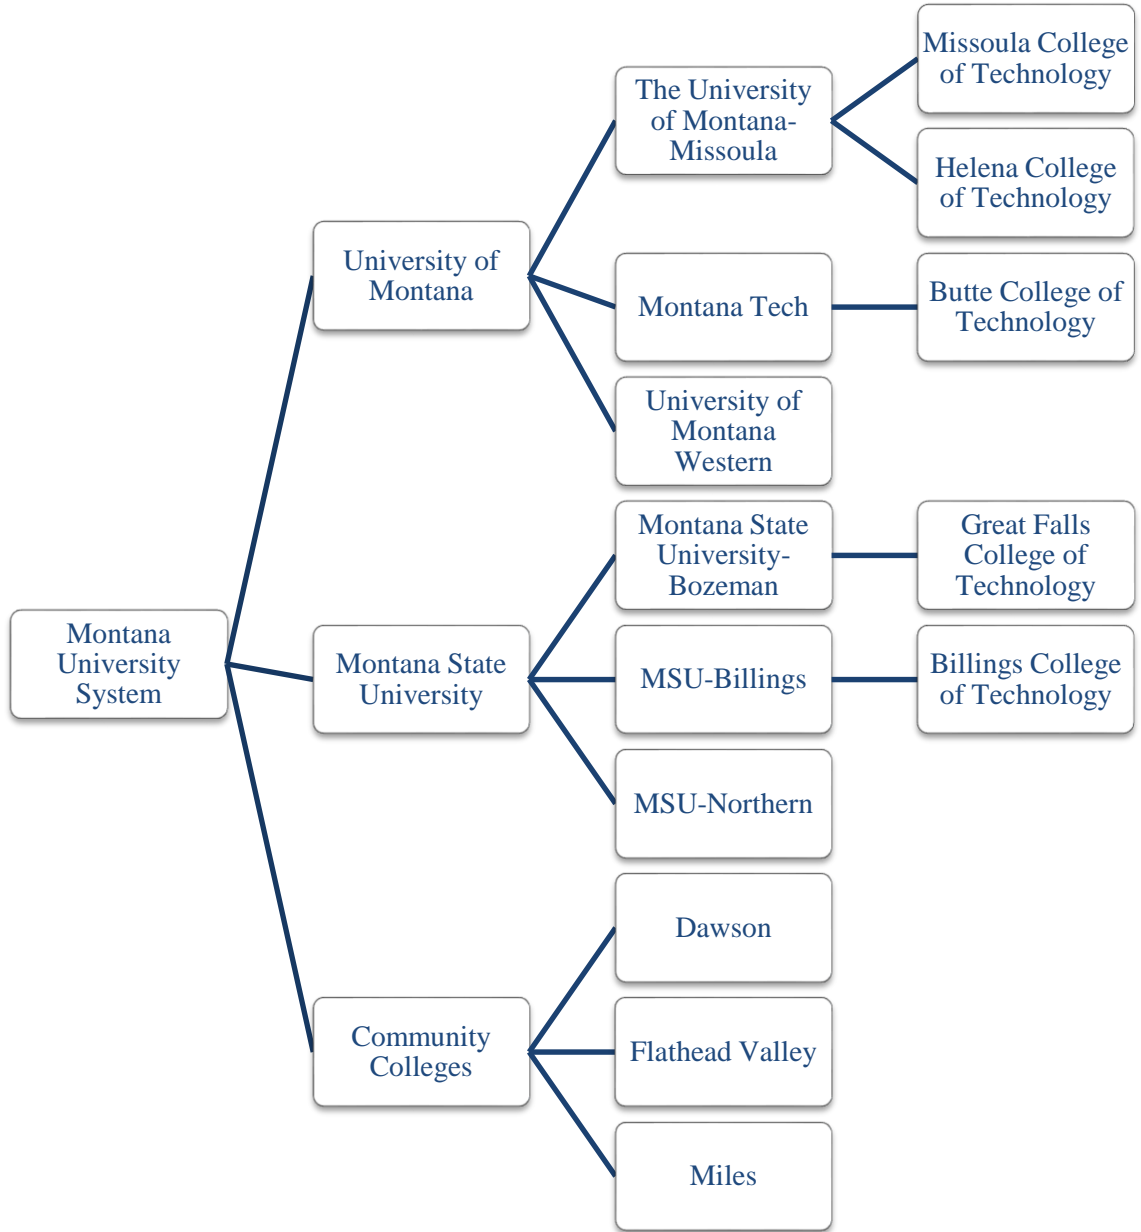 Missoula College
of Technology
The University
of Montana-
Missoula
Helena College
of Technology
University of
Montana
Montana Tech
Butte College of
Technology
University of
Montana
Western
Montana State
University-
Bozeman
Great Falls
College of
Technology
Montana
University
System
Montana State
University
MSU-Billings
Billings College
of Technology
MSU-Northern
Dawson
Community
Colleges
Flathead Valley
Miles